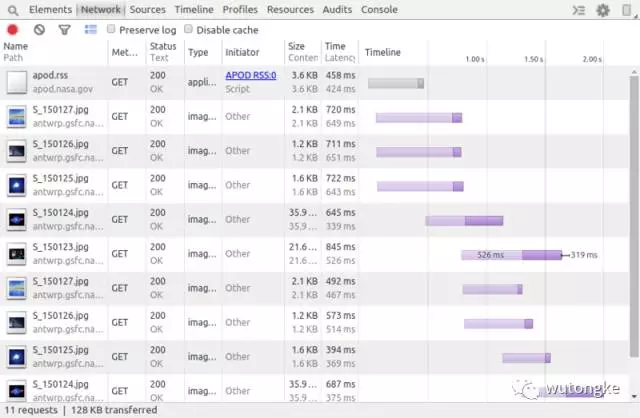 Elements Network Sources Timeline Profiles Resources Audits Console
Preserve log Disable cache
Name Met... Status Type Initiator Size Time Timeline
Path Text Conten Latency 1.00 s 1.50 s 2.00 s
apod.rss GET 200 appli... APOD RSS:0 3.6 KB 458 ms
apod.nasa.gov OK Script 3.6 KB 424 ms
S_150127.jpg GET 200 imag... Other 2.1 KB 720 ms
antwrp.gsfc.na... OK 2.1 KB 649 ms
S_150126.jpg GET 200 imag... Other 1.2 KB 711 ms
antwrp.gsfc.na... OK 1.2 KB 651 ms
S_150125.jpg GET 200 imag... Other 1.6 KB 722 ms
antwrp.gsfc.na... OK 1.6 KB 643 ms
S_150124.jpg GET 200 imag... Other 35.9 ... 645 ms
antwrp.gsfc.na... OK 35.9 ... 339 ms
S_150123.jpg GET 200 imag... Other 21.6 ... 845 ms 526 ms 319 ms
antwrp.gsfc.na... OK 21.6 ... 526 ms
S_150127.jpg GET 200 imag... Other 2.1 KB 492 ms
antwrp.gsfc.na... OK 2.1 KB 467 ms
S_150126.jpg GET 200 imag... Other 1.2 KB 573 ms
antwrp.gsfc.na... OK 1.2 KB 514 ms
S_150125.jpg GET 200 imag... Other 1.6 KB 394 ms
antwrp.gsfc.na... OK 1.6 KB 369 ms
S_150124.jpg GET 200 imag... Other 35.9 ... 687 ms
antwrp.gsfc.na... OK 35.9 ... 375 ms
wutongke
11 requests | 128 KB transferred